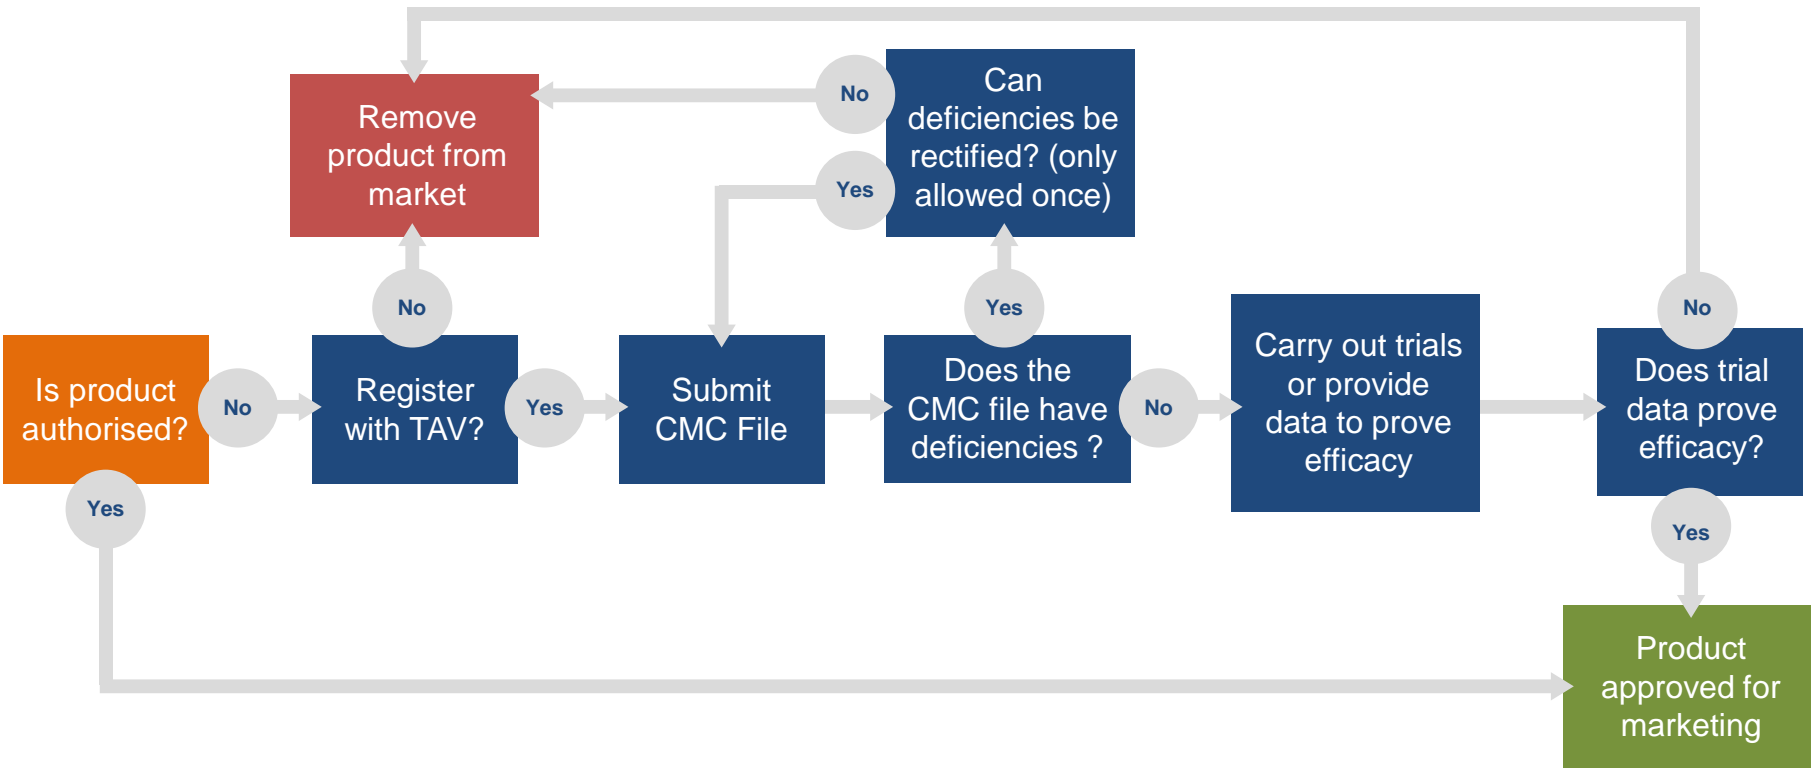 Remove
product from
market
No
Yes
Can
deficiencies be
rectified? (only
allowed once)
No
Yes
No
Is product
authorised?
No
Register
with TAV?
Yes
Submit
CMC File
Does the
CMC file have
deficiencies ?
No
Carry out trials
or provide
data to prove
efficacy
Does trial
data prove
efficacy?
Yes
Yes
Product
approved for
marketing